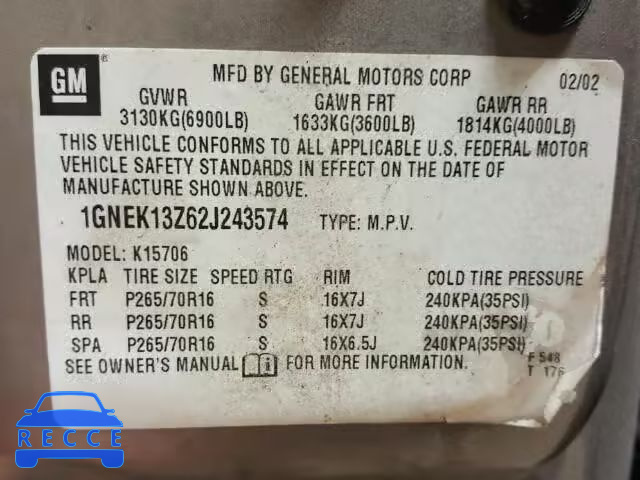 GM ®
MFD BY GENERAL MOTORS CORP 02/02
GVWR GAWR FRT GAWR RR
3130KG(6900LB) 1633KG(3600LB) 1814KG(4000LB)
THIS VEHICLE CONFORMS TO ALL APPLICABLE U.S. FEDERAL MOTOR
VEHICLE SAFETY STANDARDS IN EFFECT ON THE DATE OF
MANUFACTURE SHOWN ABOVE.
1GNEK13Z62J243574 TYPE: M.P.V.
MODEL: K15706
KPLA TIRE SIZE SPEED RTG RIM COLD TIRE PRESSURE
FRT P265/70R16 S 16X7J 240KPA(35PSI)
RR P265/70R16 S 16X7J 240KPA(35PSI)
SPA P265/70R16 S 16X6.5J 240KPA(35PSI)
SEE OWNER'S MANUAL FOR MORE INFORMATION.
F 548
T 176
RECCE